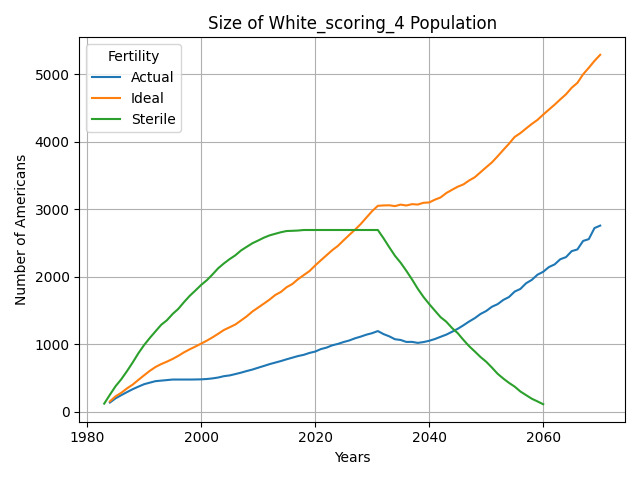 Size of White_scoring_4 Population
Fertility
Actual
Ideal
Sterile
Number of Americans
5000
4000
3000
2000
1000
0
1980 2000 2020 2040 2060
Years